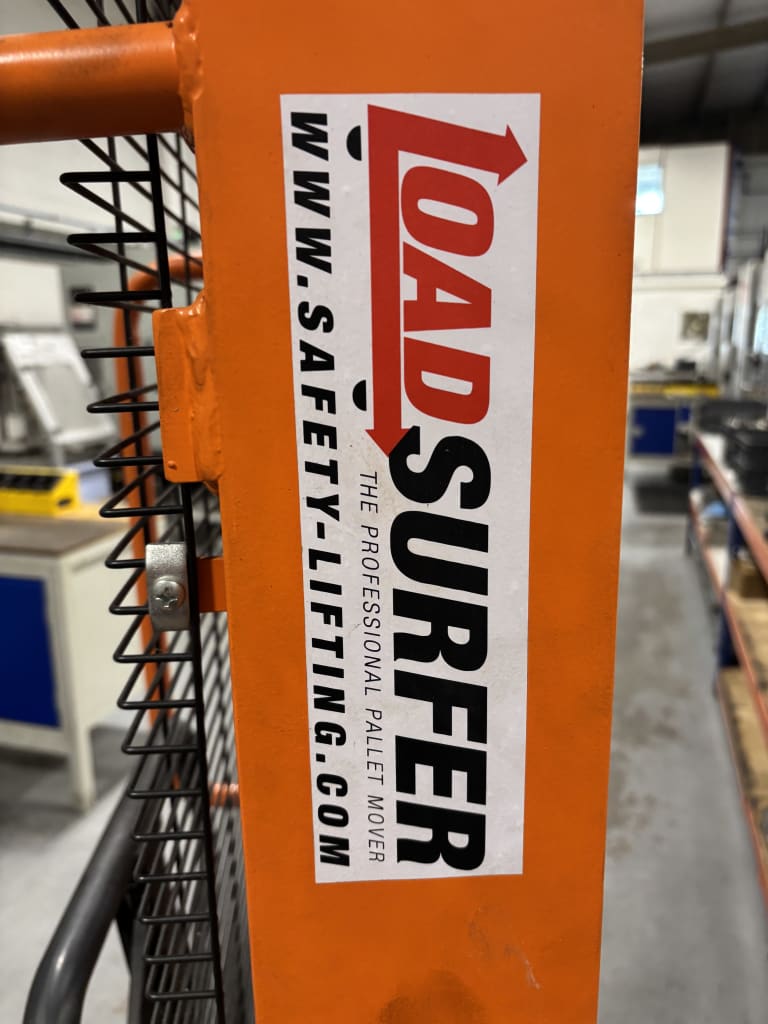 LOADSURFER
THE PROFESSIONAL PALLET MOVER
WWW.SAFETY-LIFTING.COM